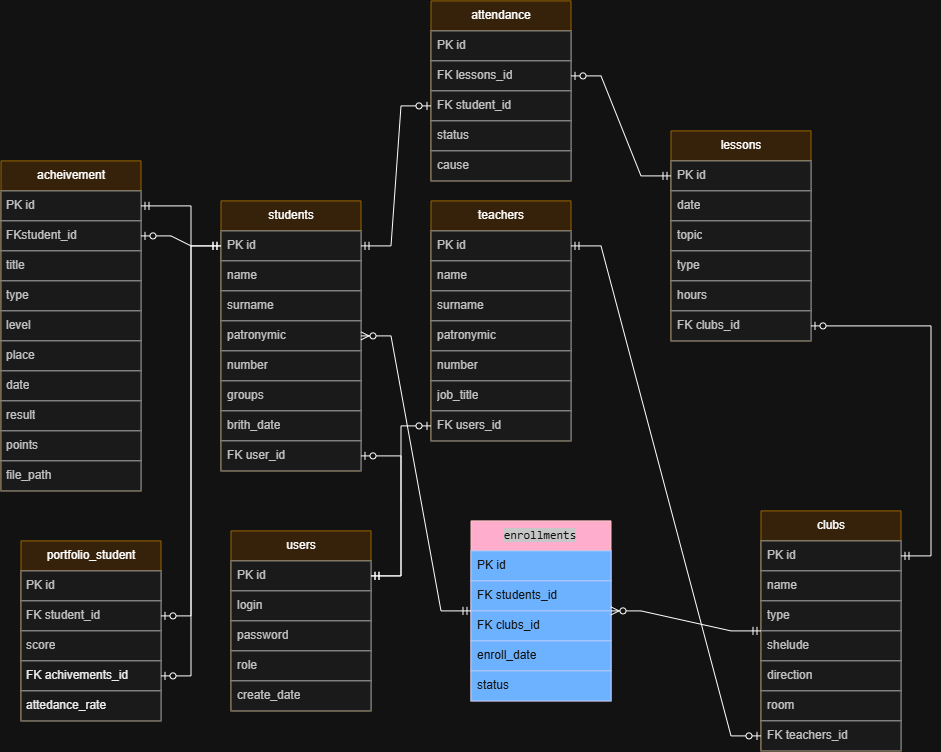 attendance
PK id
FK lessons_id
FK student_id
status
cause
lessons
PK id
date
topic
type
hours
FK clubs_id
acheivement
PK id
FKstudent_id
title
type
level
place
date
result
points
file_path
students
PK id
name
surname
patronymic
number
groups
brith_date
FK user_id
teachers
PK id
name
surname
patronymic
number
job_title
FK users_id
portfolio_student
PK id
FK student_id
score
FK achivements_id
attedance_rate
users
PK id
login
password
role
create_date
enrollments
PK id
FK students_id
FK clubs_id
enroll_date
status
clubs
PK id
name
type
shelude
direction
room
FK teachers_id